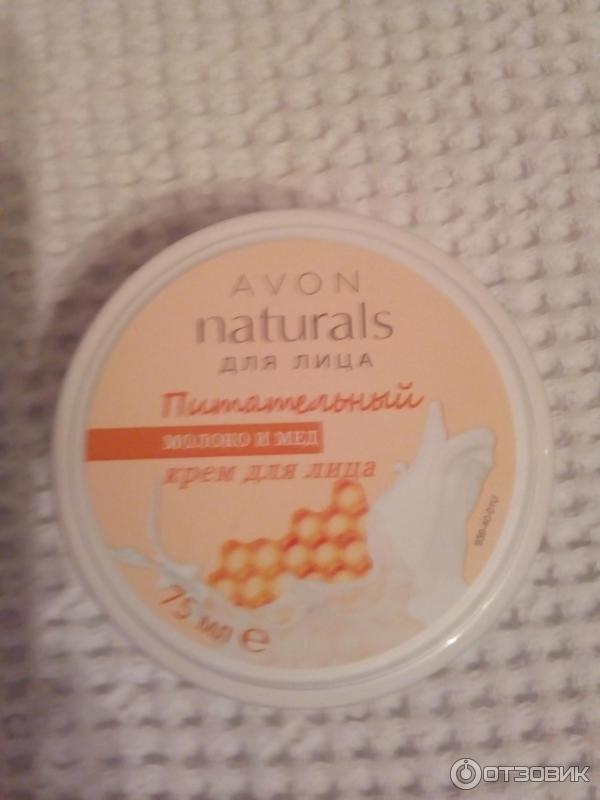 AVON
naturals
ДЛЯ ЛИЦА
Питательный
МОЛОКО И МЕД
крем для лица
75 мл e
ОТЗОВИК